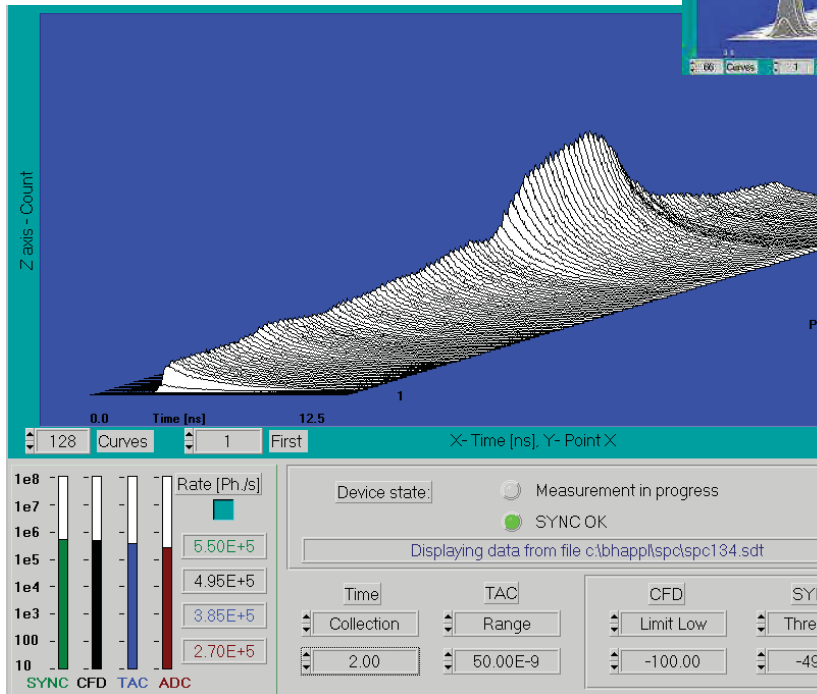 66 Curves 1
Z axis - Count
P
1
0.0 Time [ns] 12.5
128 Curves 1 First X- Time [ns], Y- Point X
1e8
1e7
1e6
1e5
1e4
1e3
100
10
SYNC CFD TAC ADC
Rate [Ph./s]
5.50E+5
4.95E+5
3.85E+5
2.70E+5
Device state: Measurement in progress
SYNC OK
Displaying data from file c:\bhappl\spc\spc134.sdt
Time TAC CFD SY
Collection Range Limit Low Thre
2.00 50.00E-9 -100.00 -49